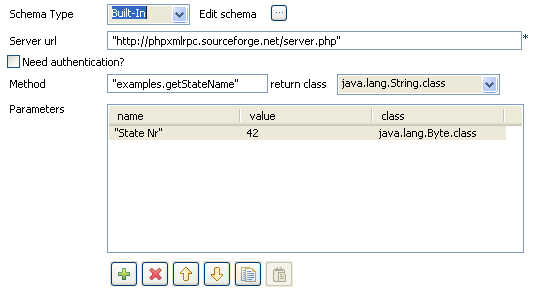 Schema Type Built-In Edit schema ...
Server url "http://phpxmlrpc.sourceforge.net/server.php" *
Need authentication?
Method "examples.getStateName" return class java.lang.String.class
Parameters
name value class
"State Nr" 42 java.lang.Byte.class